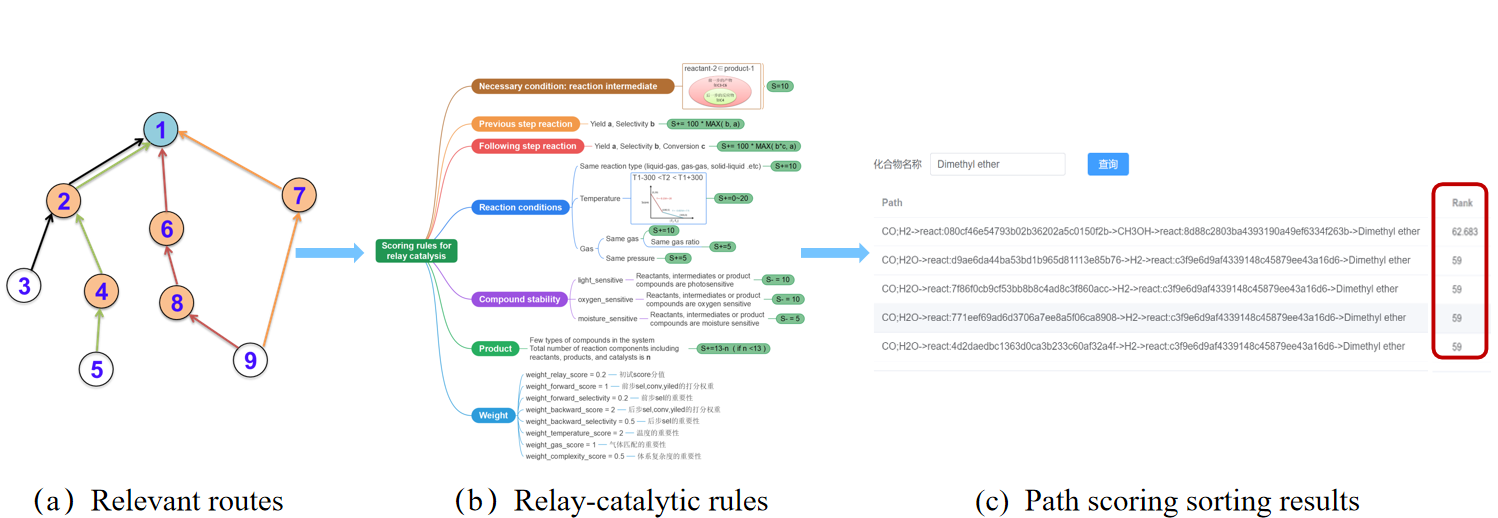 1
2
7
6
3
4
8
5
9
Scoring rules for
relay catalysis
Necessary condition: reaction intermediate
reactant-2∈product-1
S=10
Previous step reaction
Yield a, Selectivity b
S+= 100 * MAX( b, a)
Following step reaction
Yield a, Selectivity b, Conversion c
S+= 100 * MAX( b*c, a)
Reaction conditions
Same reaction type (liquid-gas, gas-gas, solid-liquid .etc)
S+=10
Temperature
T1-300 <T2 < T1+300
S+=0~20
Gas
Same gas
S+=10
Same gas ratio
S+=5
Same pressure
S+=5
Compound stability
light_sensitive
Reactants, intermediates or product
compounds are photosensitive
S- = 10
oxygen_sensitive
Reactants, intermediates or product
compounds are oxygen sensitive
S- = 10
moisture_sensitive
Reactants, intermediates or product
compounds are moisture sensitive
S- = 5
Product
Few types of compounds in the system
Total number of reaction components including
reactants, products, and catalysts is n
S+=13-n ( if n <13 )
Weight
weight_relay_score = 0.2 — 初试score分值
weight_forward_score = 1 — 前步sel,conv,yiled的打分权重
weight_forward_selectivity = 0.2 — 前步sel的重要性
weight_backward_score = 2 — 后步sel,conv,yiled的打分权重
weight_backward_selectivity = 0.5 — 后步sel的重要性
weight_temperature_score = 2 — 温度的重要性
weight_gas_score = 1 — 气体匹配的重要性
weight_complexity_score = 0.5 — 体系复杂度的重要性
化合物名称 Dimethyl ether 查询
Path Rank
CO;H2->react:080cf46e54793b02b36202a5c0150f2b->CH3OH->react:8d88c2803ba4393190a49ef6334f263b->Dimethyl ether 62.683
CO;H2O->react:d9ae6da44ba53bd1b965d81113e85b76->H2->react:c3f9e6d9af4339148c45879ee43a16d6->Dimethyl ether 59
CO;H2O->react:7f86f0cb9cf53bb8b8c4ad8c3f860acc->H2->react:c3f9e6d9af4339148c45879ee43a16d6->Dimethyl ether 59
CO;H2O->react:771eef69ad6d3706a7ee8a5f06ca8908->H2->react:c3f9e6d9af4339148c45879ee43a16d6->Dimethyl ether 59
CO;H2O->react:4d2daedbc1363d0ca3b233c60af32a4f->H2->react:c3f9e6d9af4339148c45879ee43a16d6->Dimethyl ether 59
(a) Relevant routes
(b) Relay-catalytic rules
(c) Path scoring sorting results